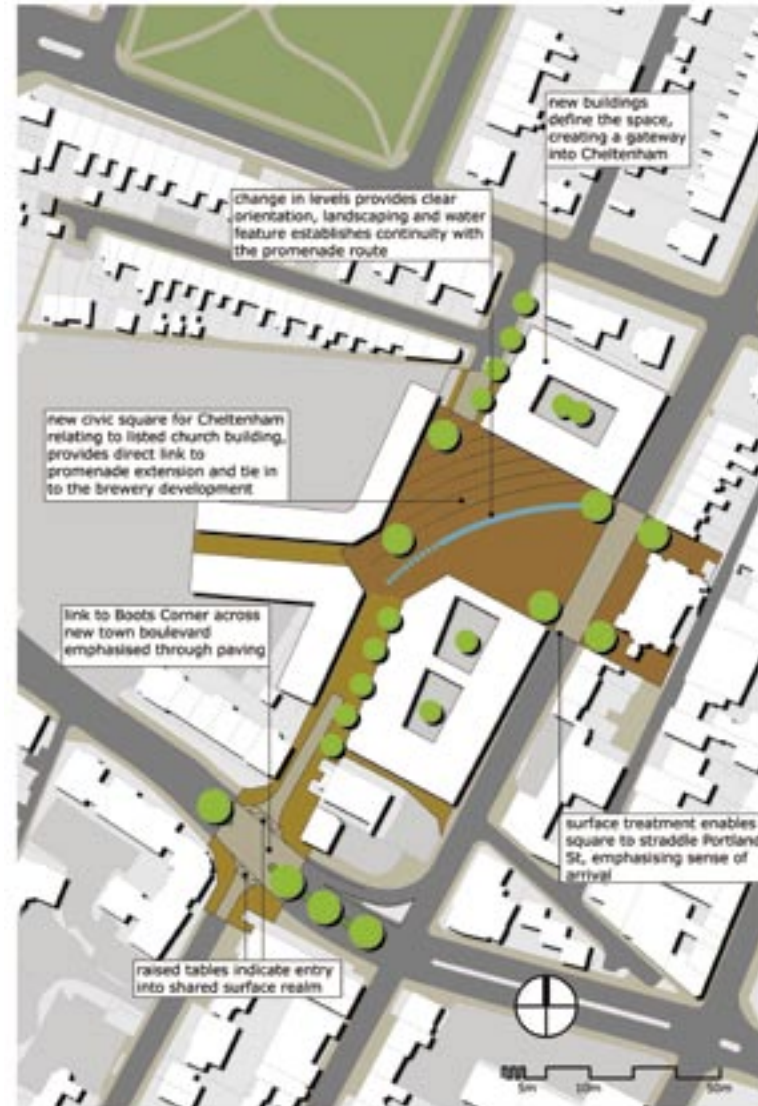 new buildings
define the space,
creating a gateway
into Cheltenham
change in levels provides clear
orientation, landscaping and water
feature establishes continuity with
the promenade route
new civic square for Cheltenham
relating to listed church building,
provides direct link to
promenade extension and tie in
to the brewery development
link to Boots Corner across
new town boulevard
emphasised through paving
surface treatment enables
square to straddle Portland
St, emphasising sense of
arrival
raised tables indicate entry
into shared surface realm
5m 10m 50m